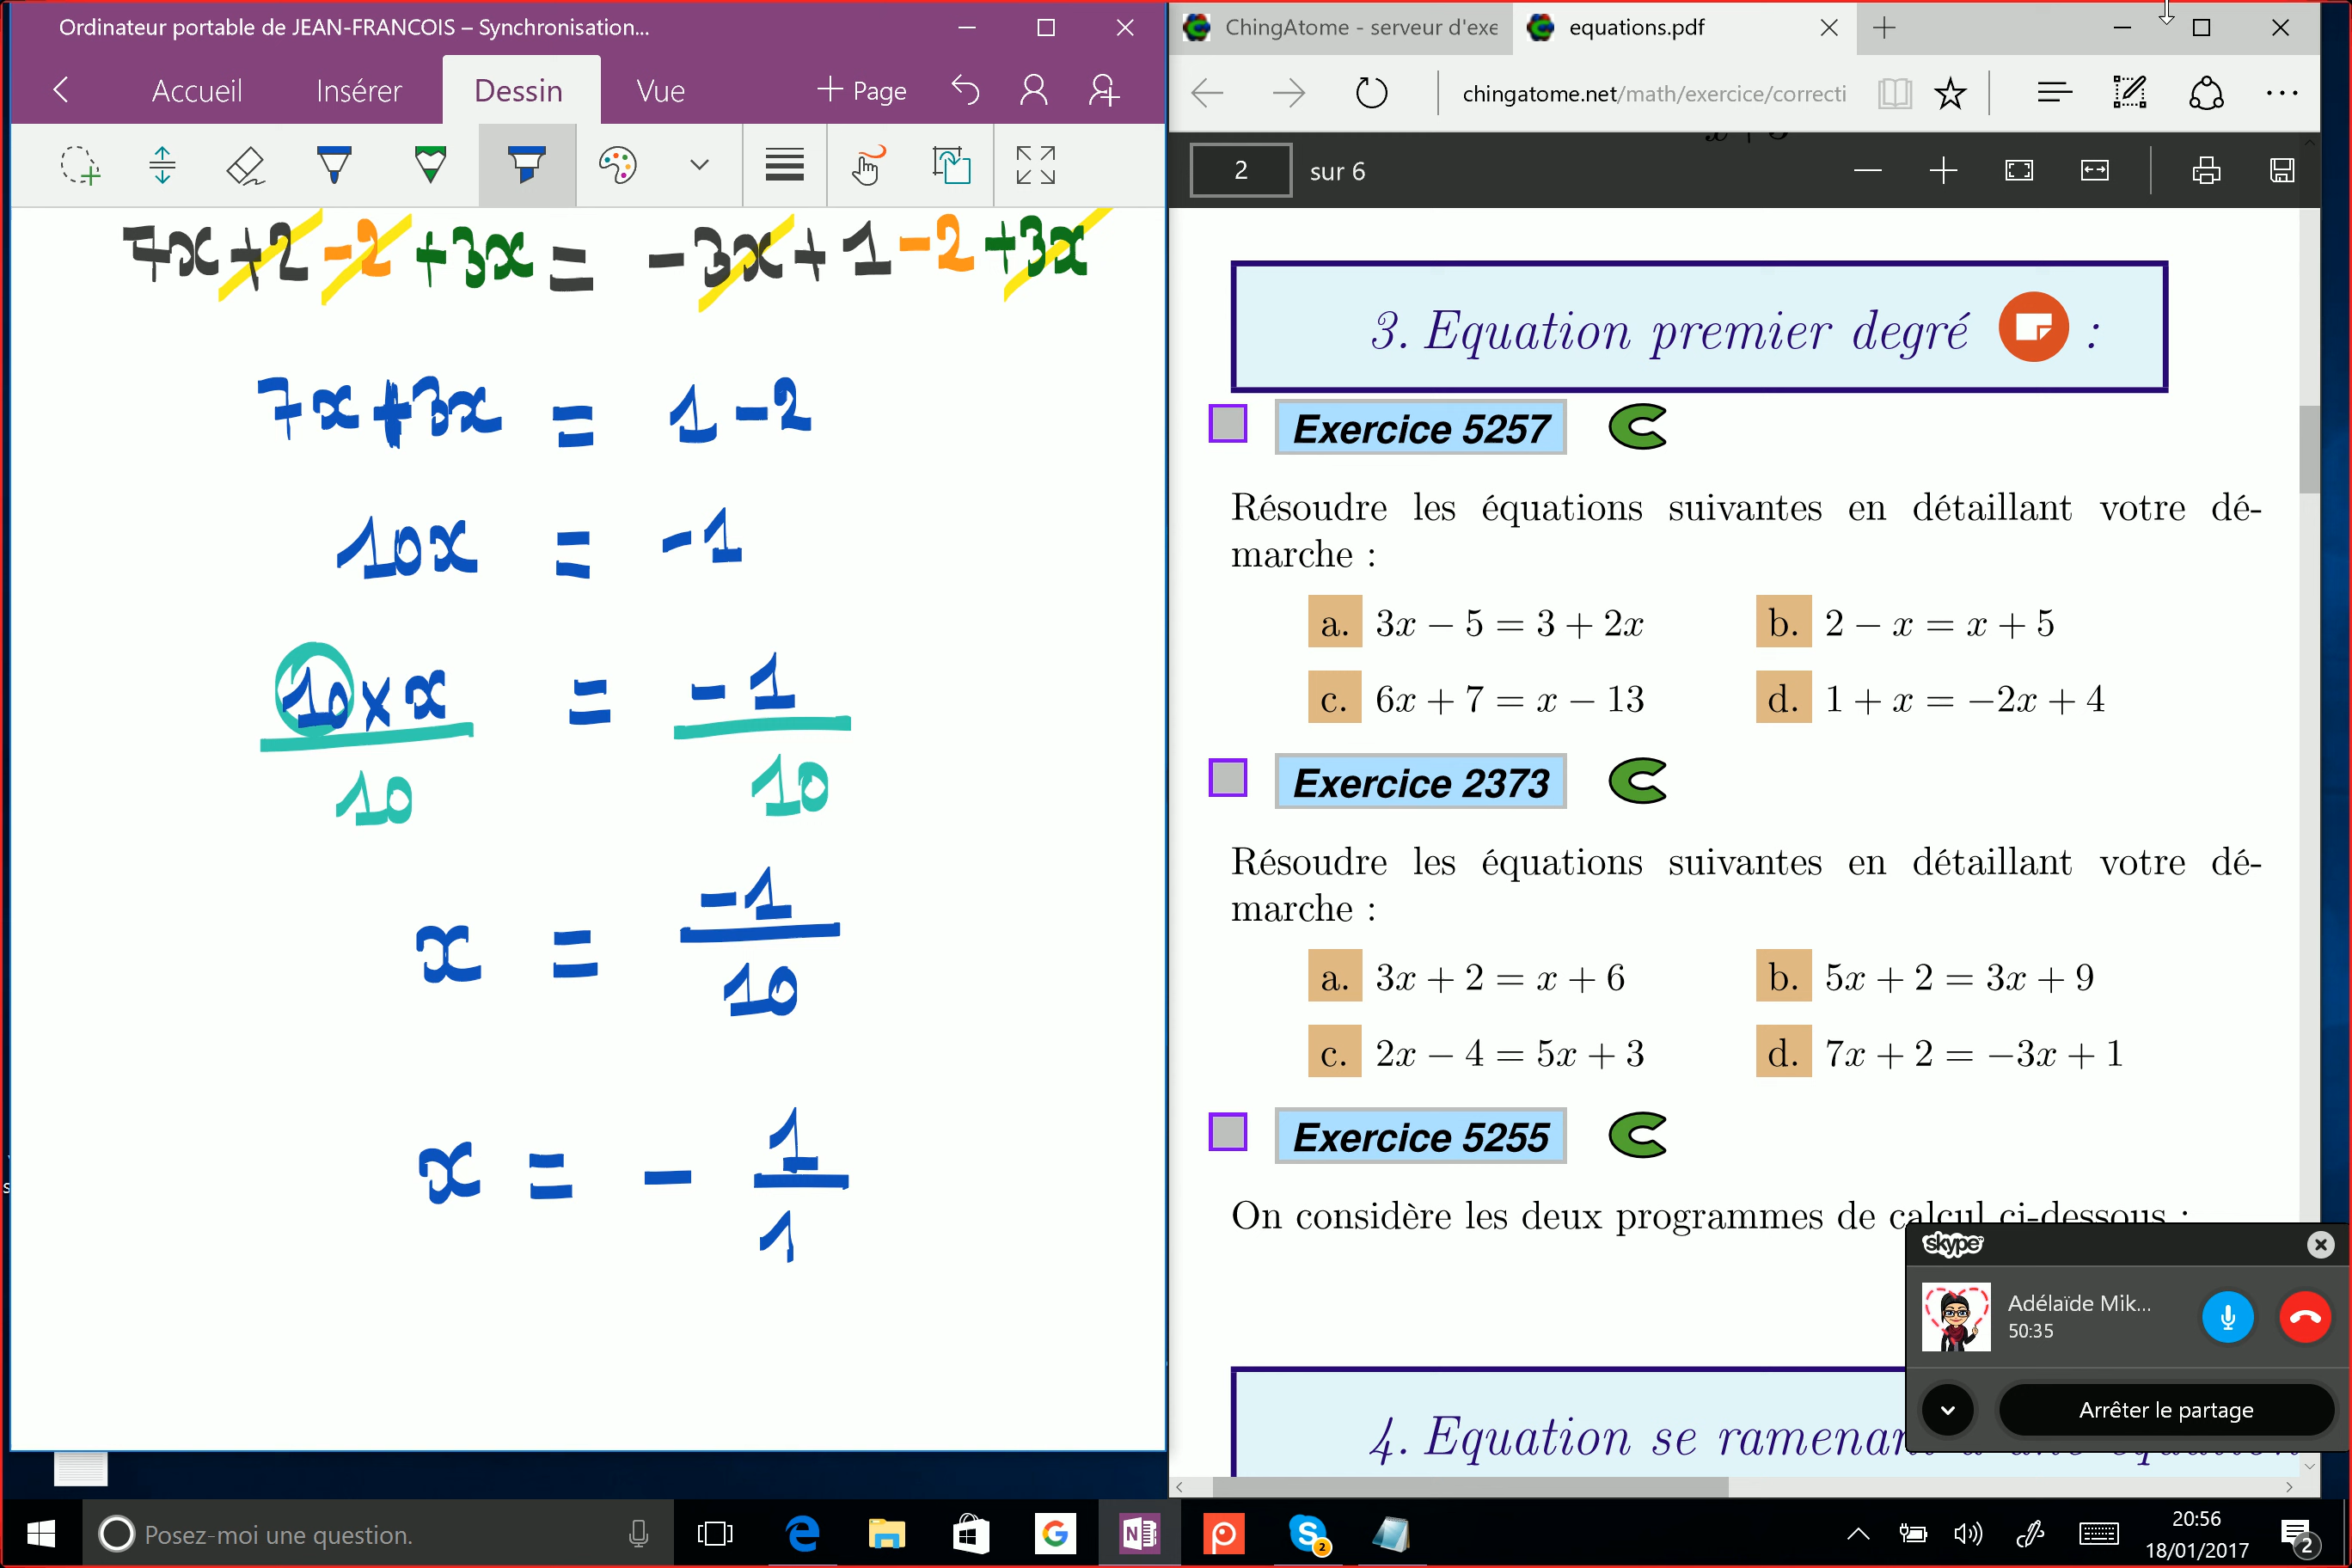 Ordinateur portable de JEAN-FRANCOIS – Synchronisation...
Accueil Insérer Dessin Vue + Page
7x +2 -2 +3x = -3x + 1 -2 +3x
7x +3x = 1 -2
10x = -1
10 × x = -1
10 10
x = -1
10
x = - 1
1
ChingAtome - serveur d'exe equations.pdf
chingatome.net/math/exercice/correcti
2 sur 6
3. Equation premier degré :
Exercice 5257
Résoudre les équations suivantes en détaillant votre dé-
marche :
a. 3x − 5 = 3 + 2x b. 2 − x = x + 5
c. 6x + 7 = x − 13 d. 1 + x = −2x + 4
Exercice 2373
Résoudre les équations suivantes en détaillant votre dé-
marche :
a. 3x + 2 = x + 6 b. 5x + 2 = 3x + 9
c. 2x − 4 = 5x + 3 d. 7x + 2 = −3x + 1
Exercice 5255
On considère les deux programmes de calcul ci-dessous :
4. Equation se ramenan
skype
Adélaïde Mik...
50:35
Arrêter le partage
Posez-moi une question.
20:56
18/01/2017
2